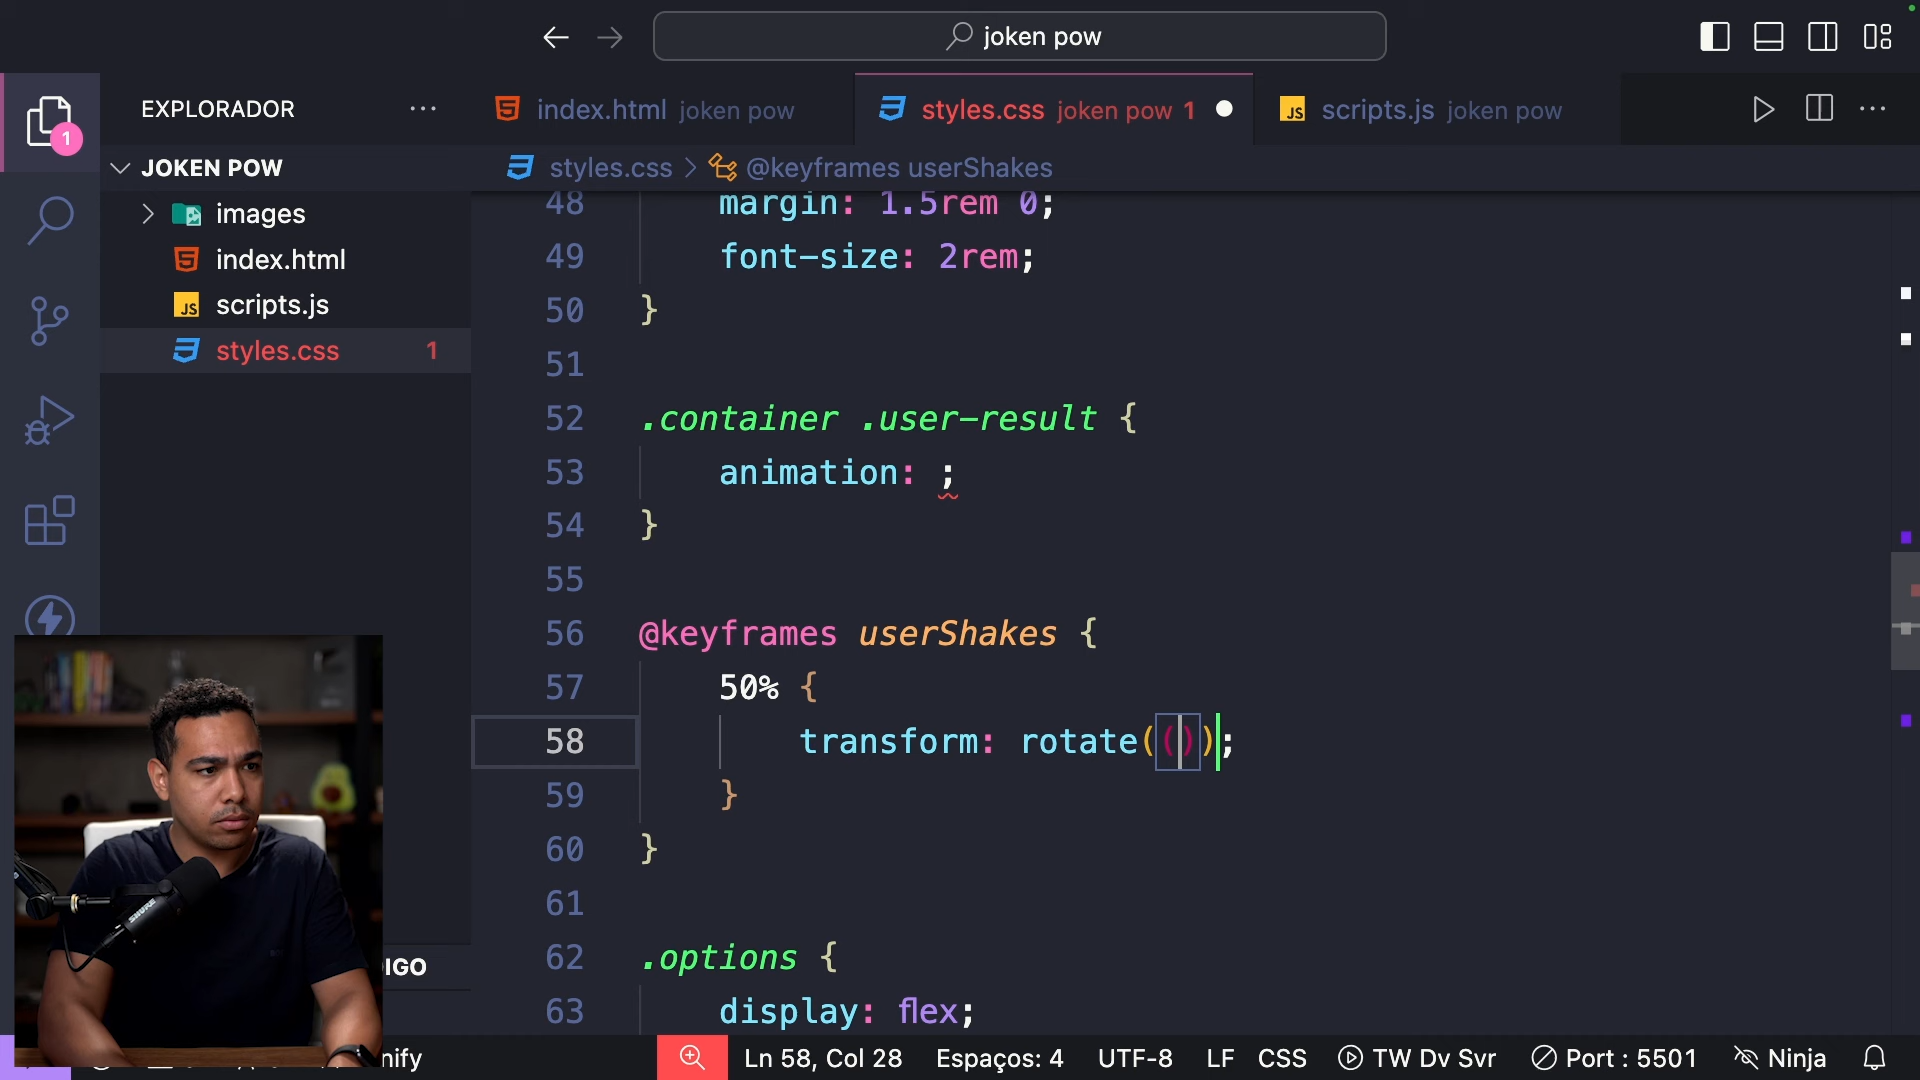 joken pow
EXPLORADOR
index.html joken pow
styles.css joken pow 1
scripts.js joken pow
1
JOKEN POW
styles.css > @keyframes userShakes
images
index.html
scripts.js
styles.css 1
48 margin: 1.5rem 0;
49 font-size: 2rem;
50 }
51
52 .container .user-result {
53 animation: ;
54 }
55
56 @keyframes userShakes {
57 50% {
58 transform: rotate(());
59 }
60 }
61
62 .options {
63 display: flex;
IGO
SHURE
nify
Ln 58, Col 28 Espaços: 4 UTF-8 LF CSS TW Dv Svr Port : 5501 Ninja